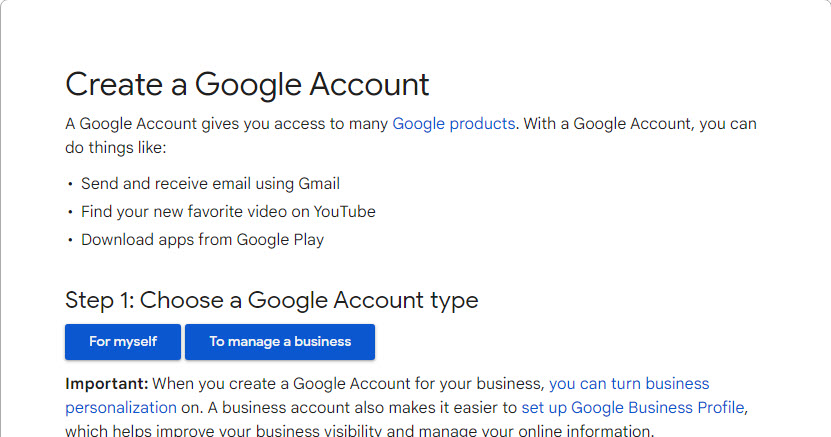 Create a Google Account
A Google Account gives you access to many Google products. With a Google Account, you can
do things like:
• Send and receive email using Gmail
• Find your new favorite video on YouTube
• Download apps from Google Play
Step 1: Choose a Google Account type
For myself To manage a business
Important: When you create a Google Account for your business, you can turn business
personalization on. A business account also makes it easier to set up Google Business Profile,
which helps improve your business visibility and manage your online information.